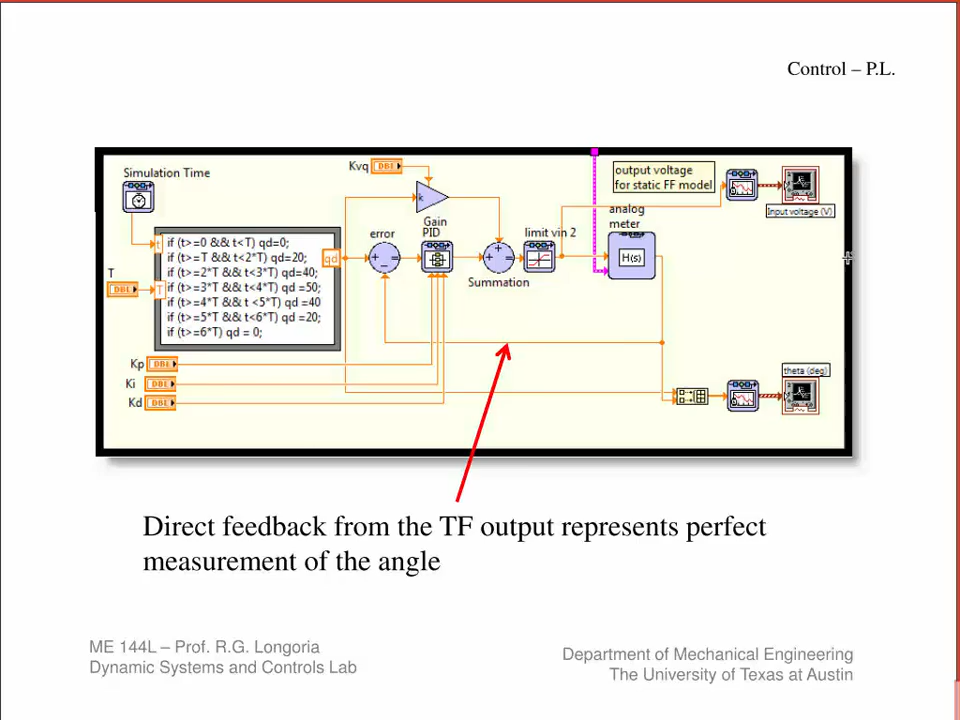 Control – P.L.
Simulation Time
Kvq DBL
k
output voltage
for static FF model
Input voltage (V)
analog
meter
H(s)
limit vin 2
Gain
PID
error
Summation
if (t>=0 && t<T) qd=0;
if (t>=T && t<2*T) qd=20;
if (t>=2*T && t<3*T) qd=40;
if (t>=3*T && t<4*T) qd =50;
if (t>=4*T && t <5*T) qd =40
if (t>=5*T && t<6*T) qd =20;
if (t>=6*T) qd = 0;
t
T
qd
T
DBL
Kp DBL
Ki DBL
Kd DBL
theta (deg)
Direct feedback from the TF output represents perfect
measurement of the angle
ME 144L – Prof. R.G. Longoria
Dynamic Systems and Controls Lab
Department of Mechanical Engineering
The University of Texas at Austin